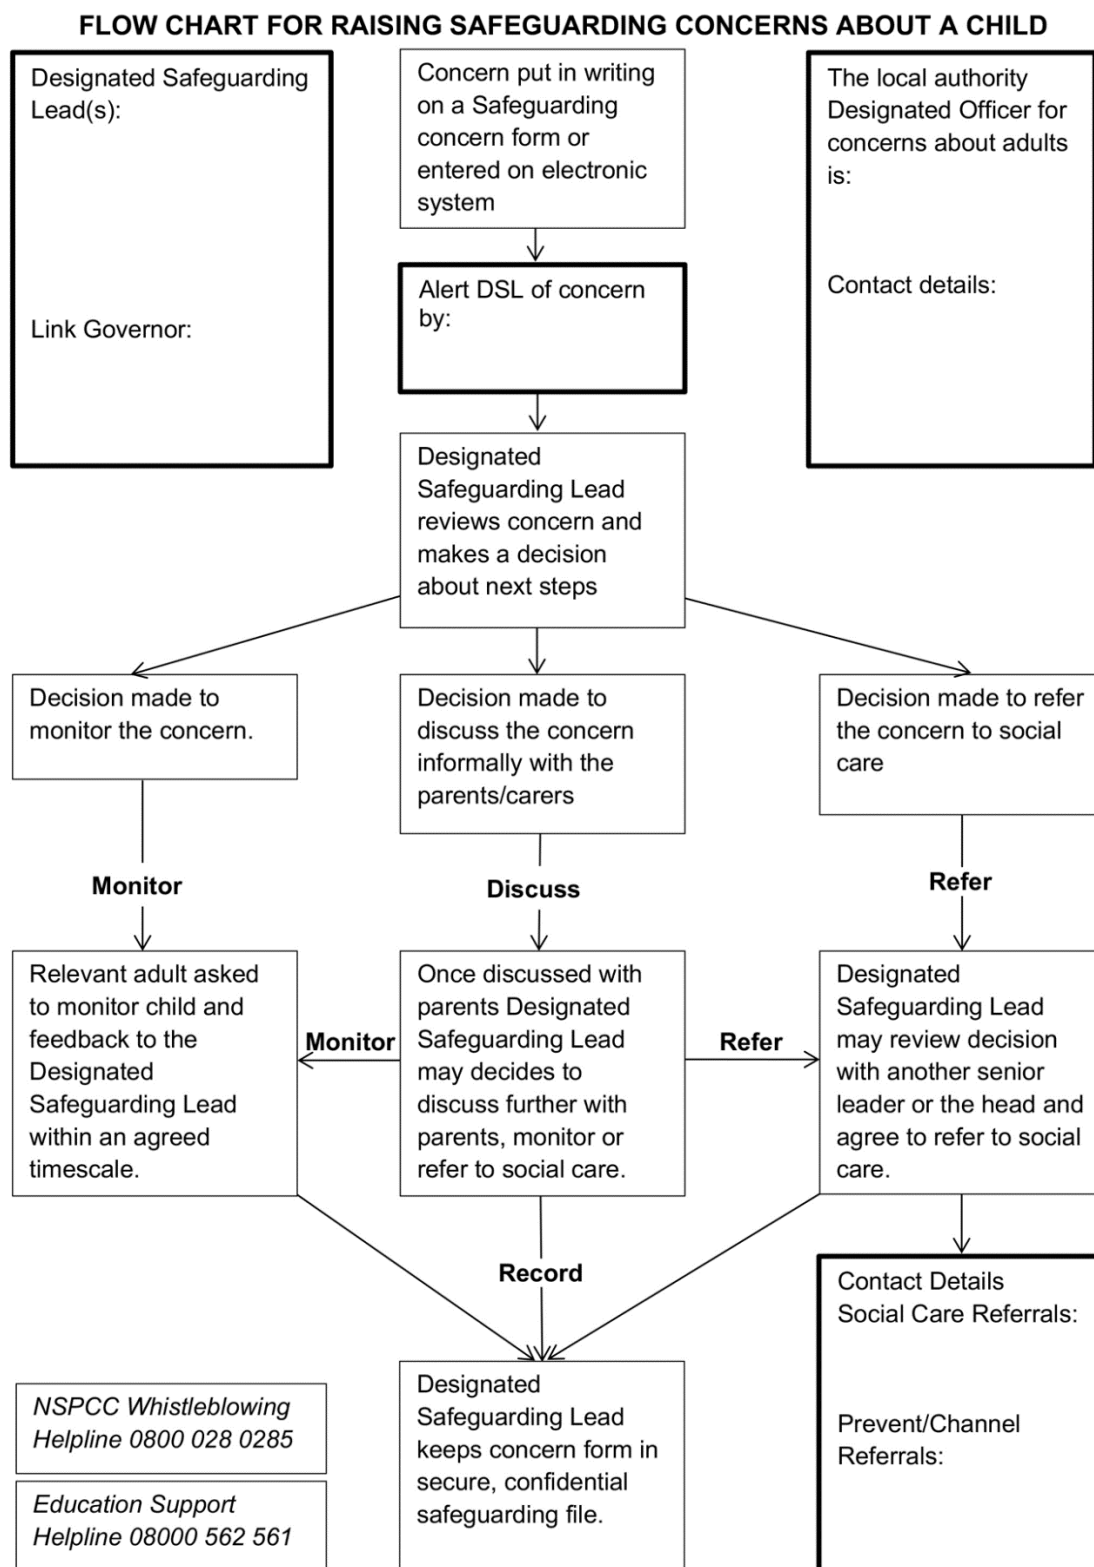 FLOW CHART FOR RAISING SAFEGUARDING CONCERNS ABOUT A CHILD
Designated Safeguarding
Lead(s):
Link Governor:
Concern put in writing
on a Safeguarding
concern form or
entered on electronic
system
The local authority
Designated Officer for
concerns about adults
is:
Contact details:
Alert DSL of concern
by:
Designated
Safeguarding Lead
reviews concern and
makes a decision
about next steps
Decision made to
monitor the concern.
Decision made to
discuss the concern
informally with the
parents/carers
Decision made to refer
the concern to social
care
Monitor
Discuss
Refer
Relevant adult asked
to monitor child and
feedback to the
Designated
Safeguarding Lead
within an agreed
timescale.
Monitor
Once discussed with
parents Designated
Safeguarding Lead
may decides to
discuss further with
parents, monitor or
refer to social care.
Refer
Designated
Safeguarding Lead
may review decision
with another senior
leader or the head and
agree to refer to social
care.
Record
Contact Details
Social Care Referrals:
Prevent/Channel
Referrals:
Designated
Safeguarding Lead
keeps concern form in
secure, confidential
safeguarding file.
NSPCC Whistleblowing
Helpline 0800 028 0285
Education Support
Helpline 08000 562 561